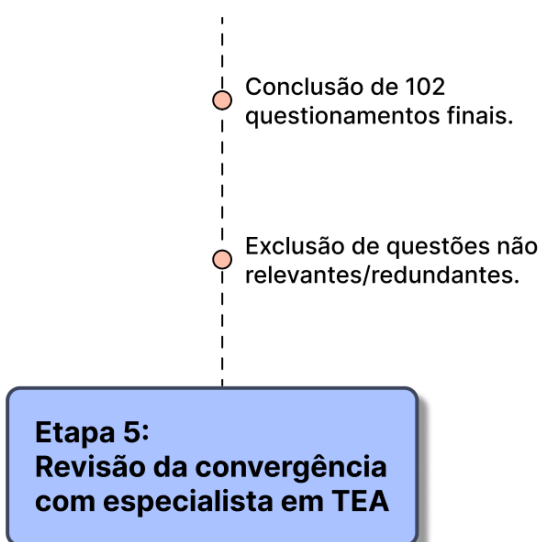 Conclusão de 102
questionamentos finais.
Exclusão de questões não
relevantes/redundantes.
Etapa 5:
Revisão da convergência
com especialista em TEA